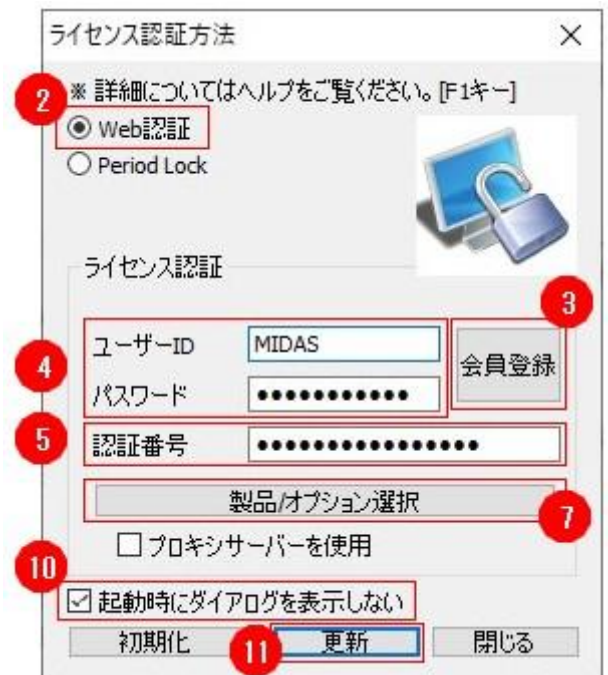 ライセンス認証方法
※ 詳細についてはヘルプをご覧ください。[F1キー]
2
Web認証
Period Lock
ライセンス認証
3
4
ユーザーID MIDAS
会員登録
パスワード ●●●●●●●●●●●
5
認証番号 ●●●●●●●●●●●●●●●●
製品/オプション選択
7
プロキシサーバーを使用
10
起動時にダイアログを表示しない
初期化 11 更新 閉じる